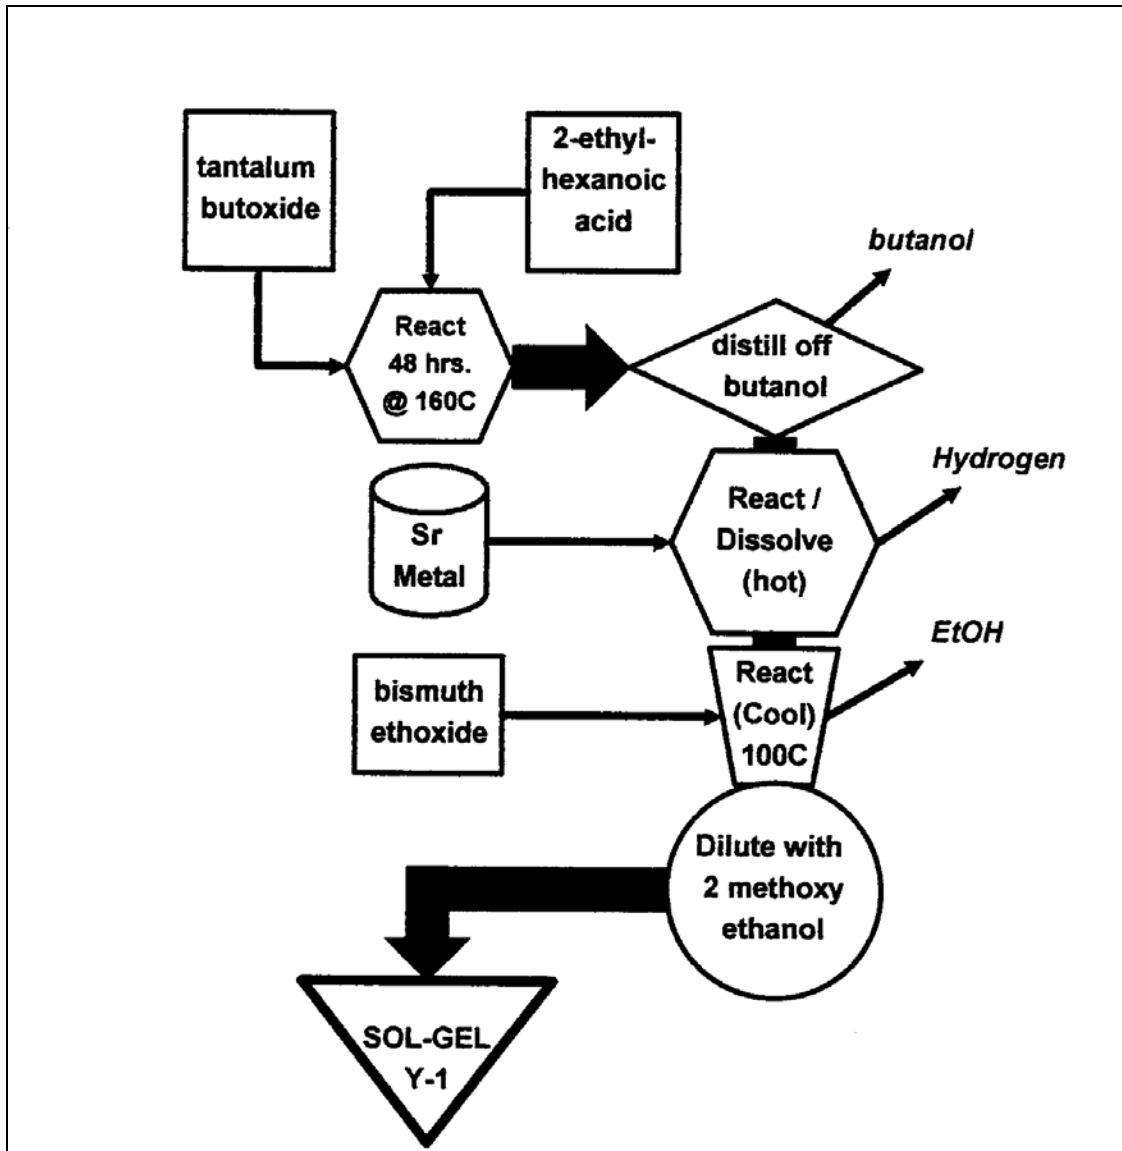 tantalum
butoxide
2-ethyl-
hexanoic
acid
React
48 hrs.
@ 160C
butanol
distill off
butanol
Hydrogen
Sr
Metal
React /
Dissolve
(hot)
EtOH
bismuth
ethoxide
React
(Cool)
100C
Dilute with
2 methoxy
ethanol
SOL-GEL
Y-1